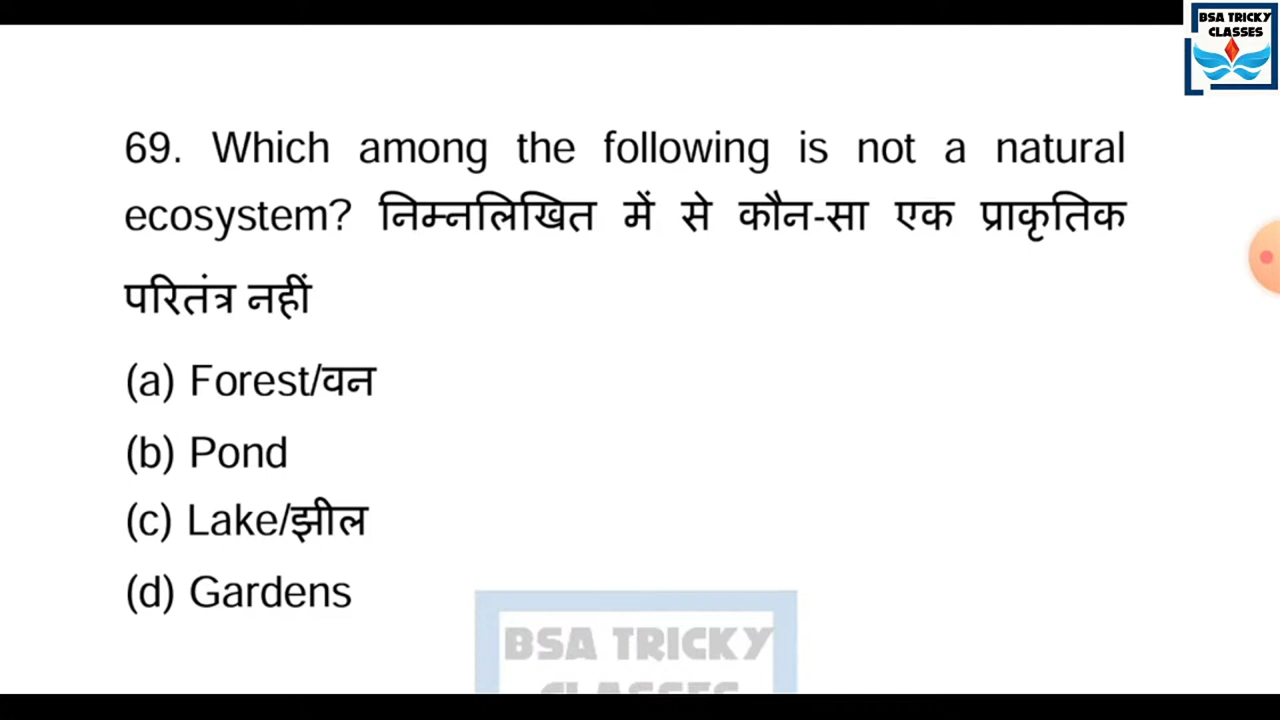 BSA TRICKY
CLASSES
69. Which among the following is not a natural
ecosystem? निम्नलिखित में से कौन-सा एक प्राकृतिक
परितंत्र नहीं
(a) Forest/वन
(b) Pond
(c) Lake/झील
(d) Gardens
BSA TRICKY
CLASSES